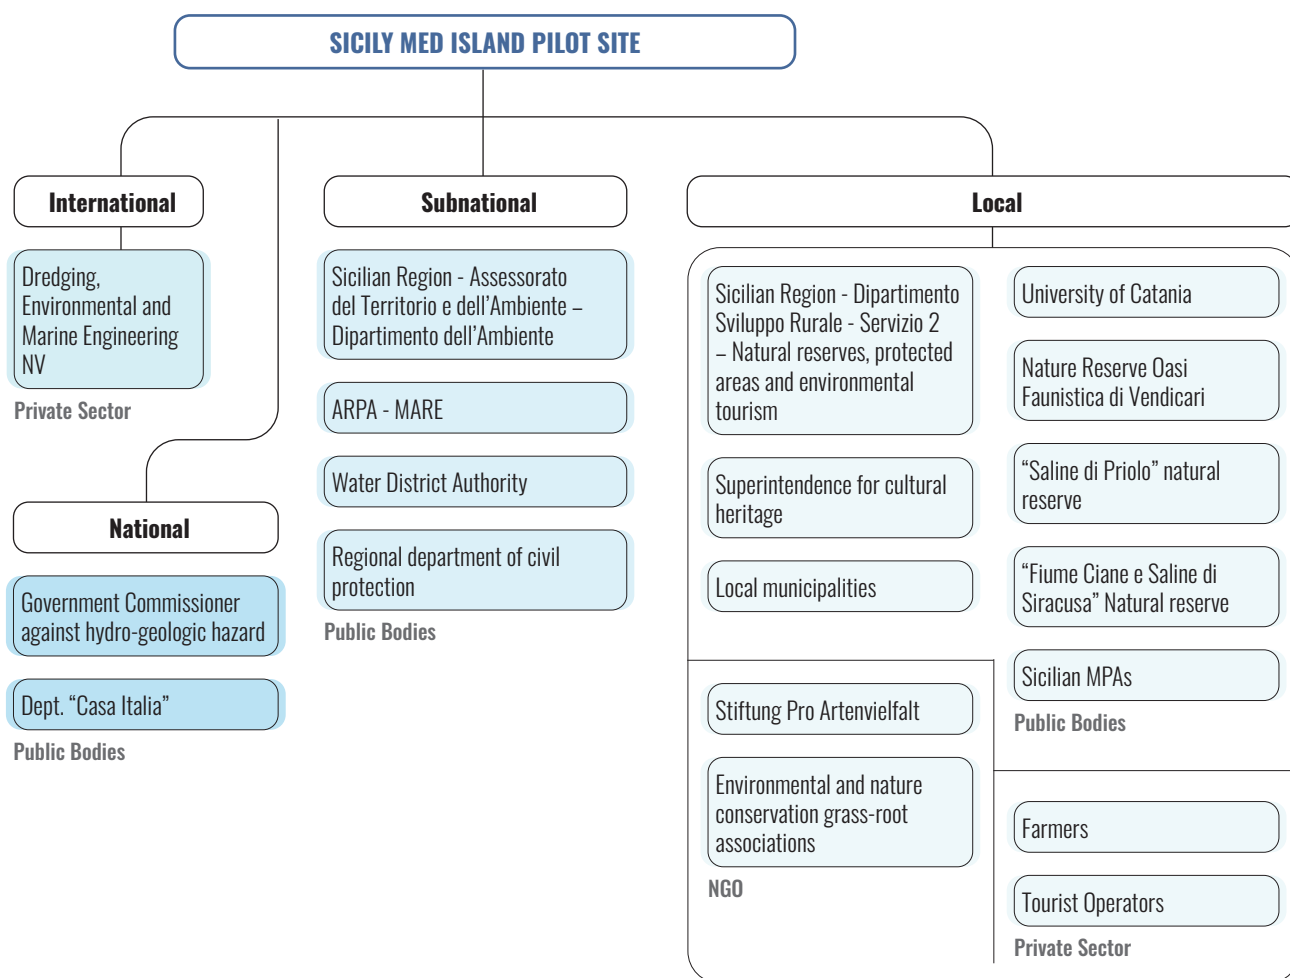 SICILY MED ISLAND PILOT SITE
International
Dredging,
Environmental and
Marine Engineering
NV
Private Sector
National
Government Commissioner
against hydro-geologic hazard
Dept. “Casa Italia”
Public Bodies
Subnational
Sicilian Region - Assessorato
del Territorio e dell’Ambiente –
Dipartimento dell’Ambiente
ARPA - MARE
Water District Authority
Regional department of civil
protection
Public Bodies
Local
Sicilian Region - Dipartimento
Sviluppo Rurale - Servizio 2
– Natural reserves, protected
areas and environmental
tourism
Superintendence for cultural
heritage
Local municipalities
University of Catania
Nature Reserve Oasi
Faunistica di Vendicari
“Saline di Priolo” natural
reserve
“Fiume Ciane e Saline di
Siracusa” Natural reserve
Sicilian MPAs
Public Bodies
Stiftung Pro Artenvielfalt
Environmental and nature
conservation grass-root
associations
NGO
Farmers
Tourist Operators
Private Sector